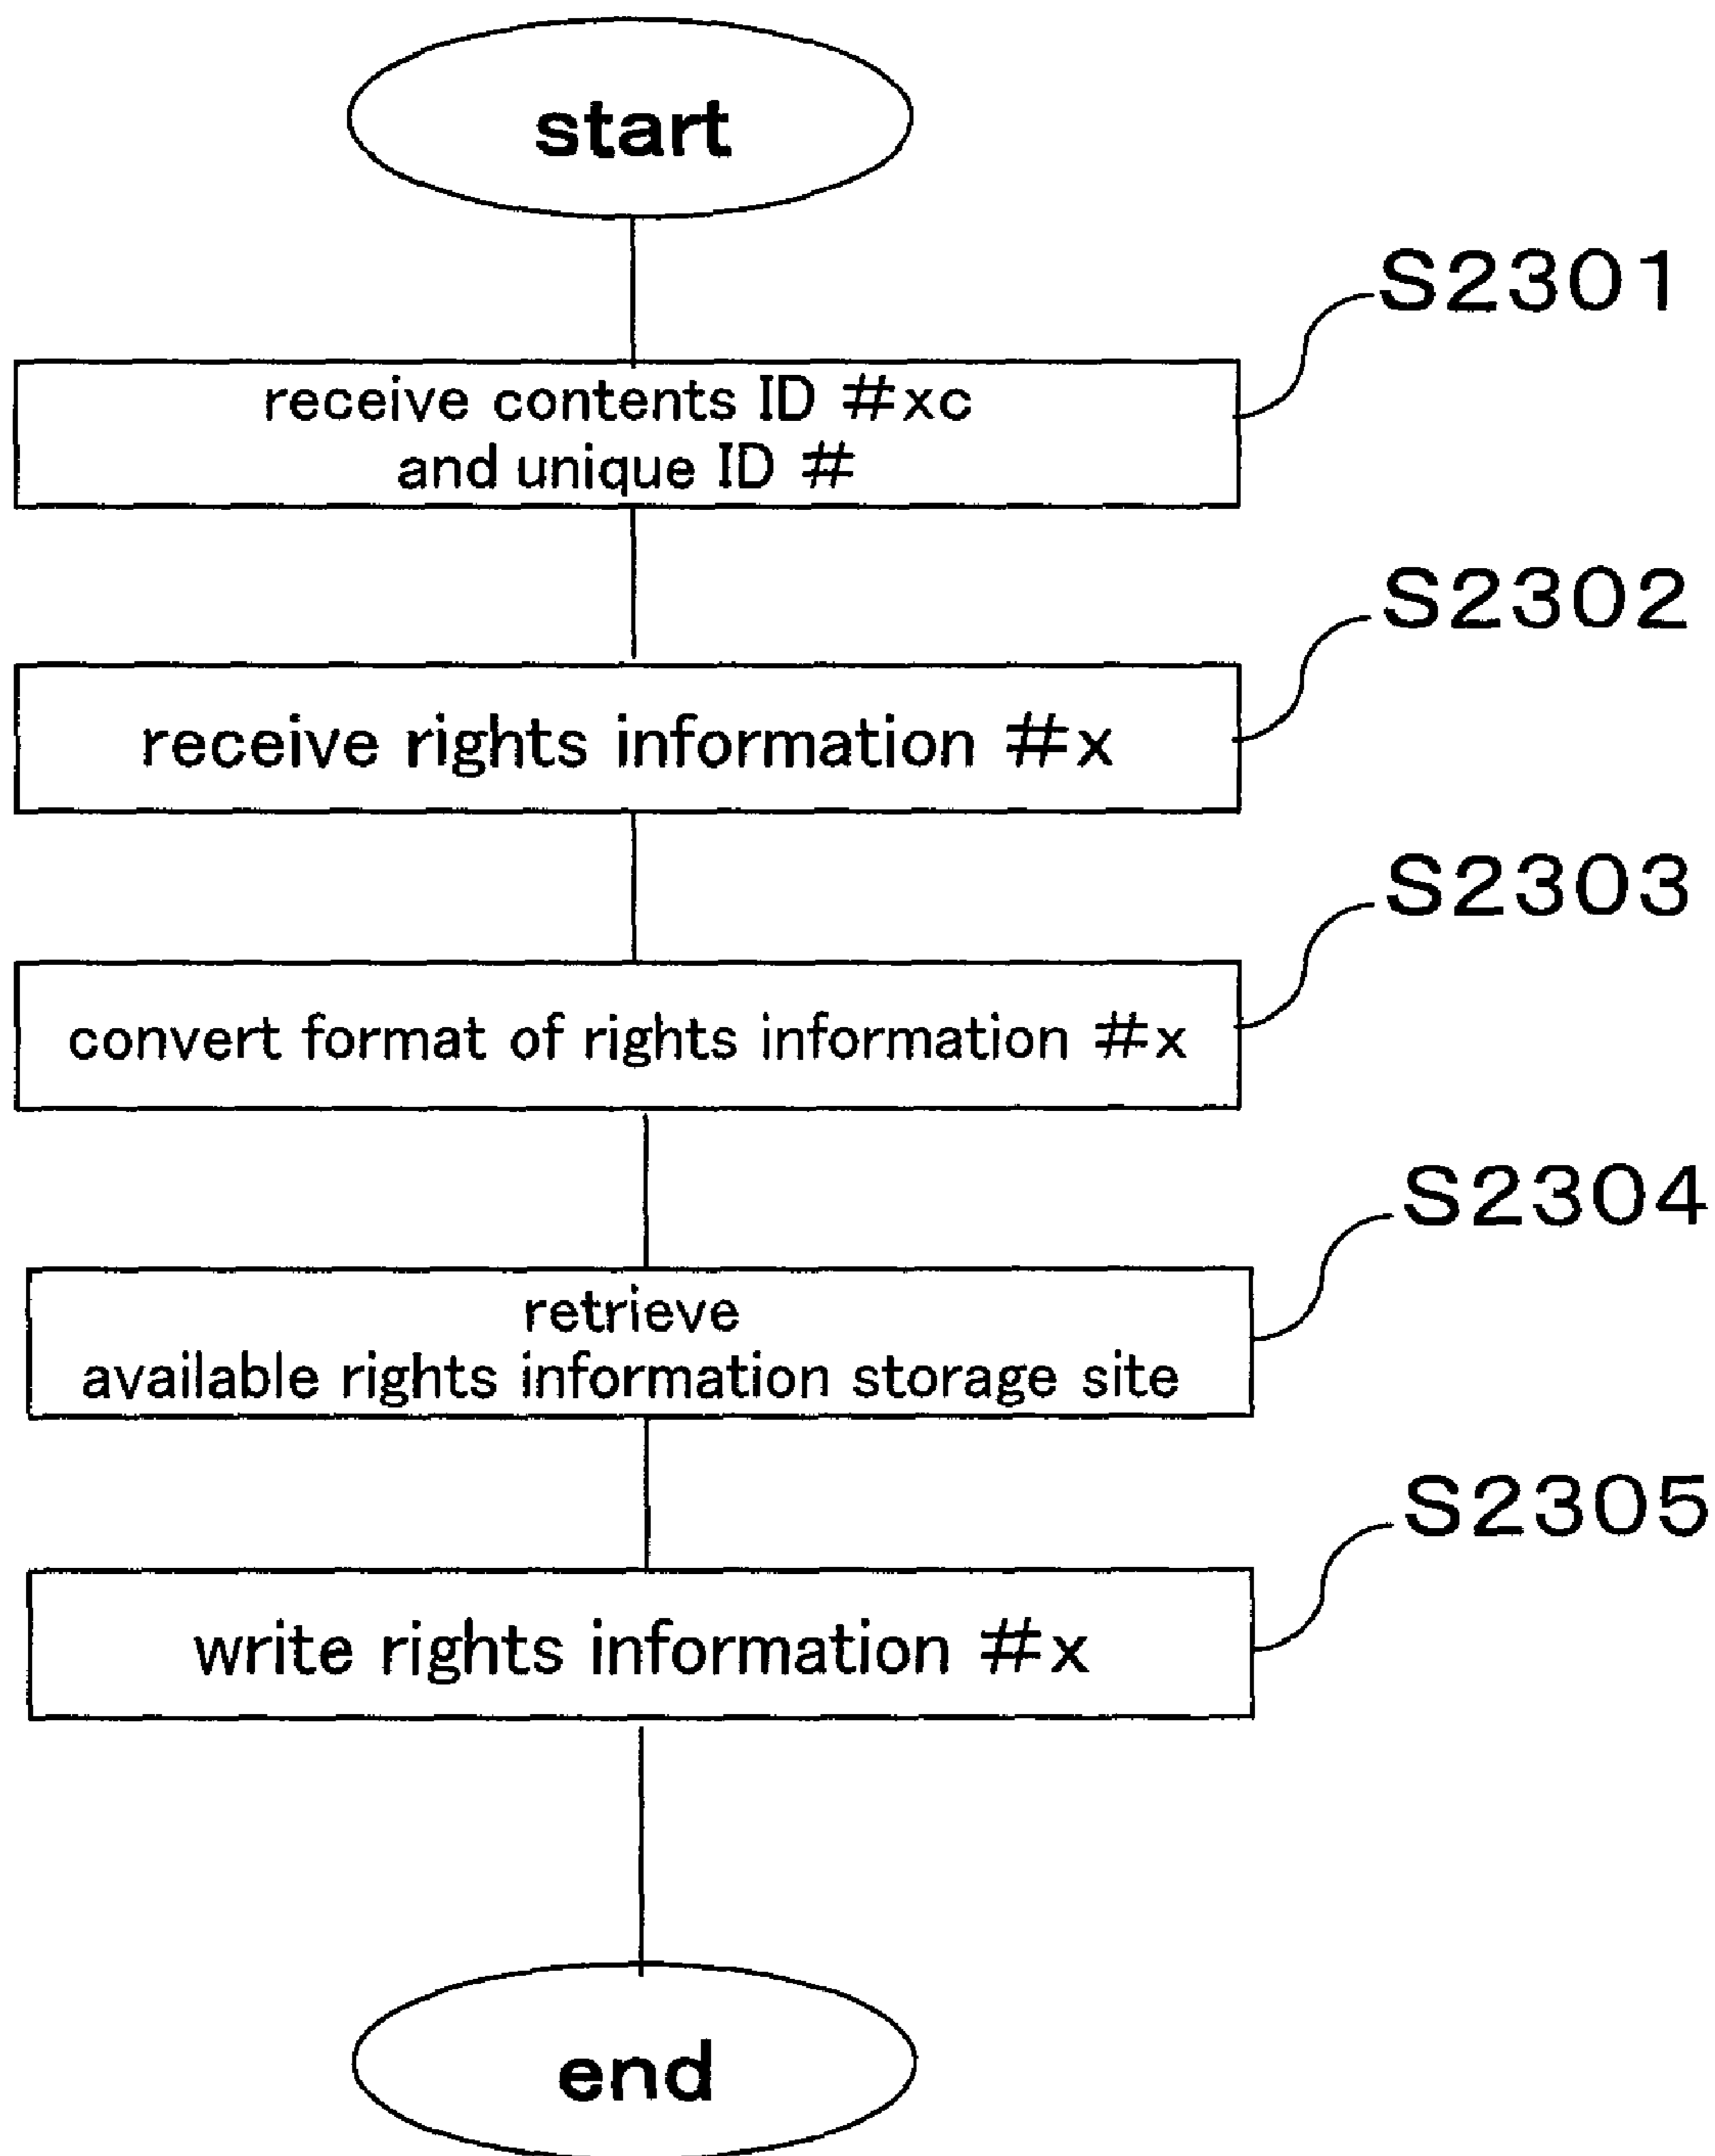 start
S2301
receive contents ID #xc
and unique ID #
S2302
receive rights information #x
S2303
convert format of rights information #x
S2304
retrieve
available rights information storage site
S2305
write rights information #x
end